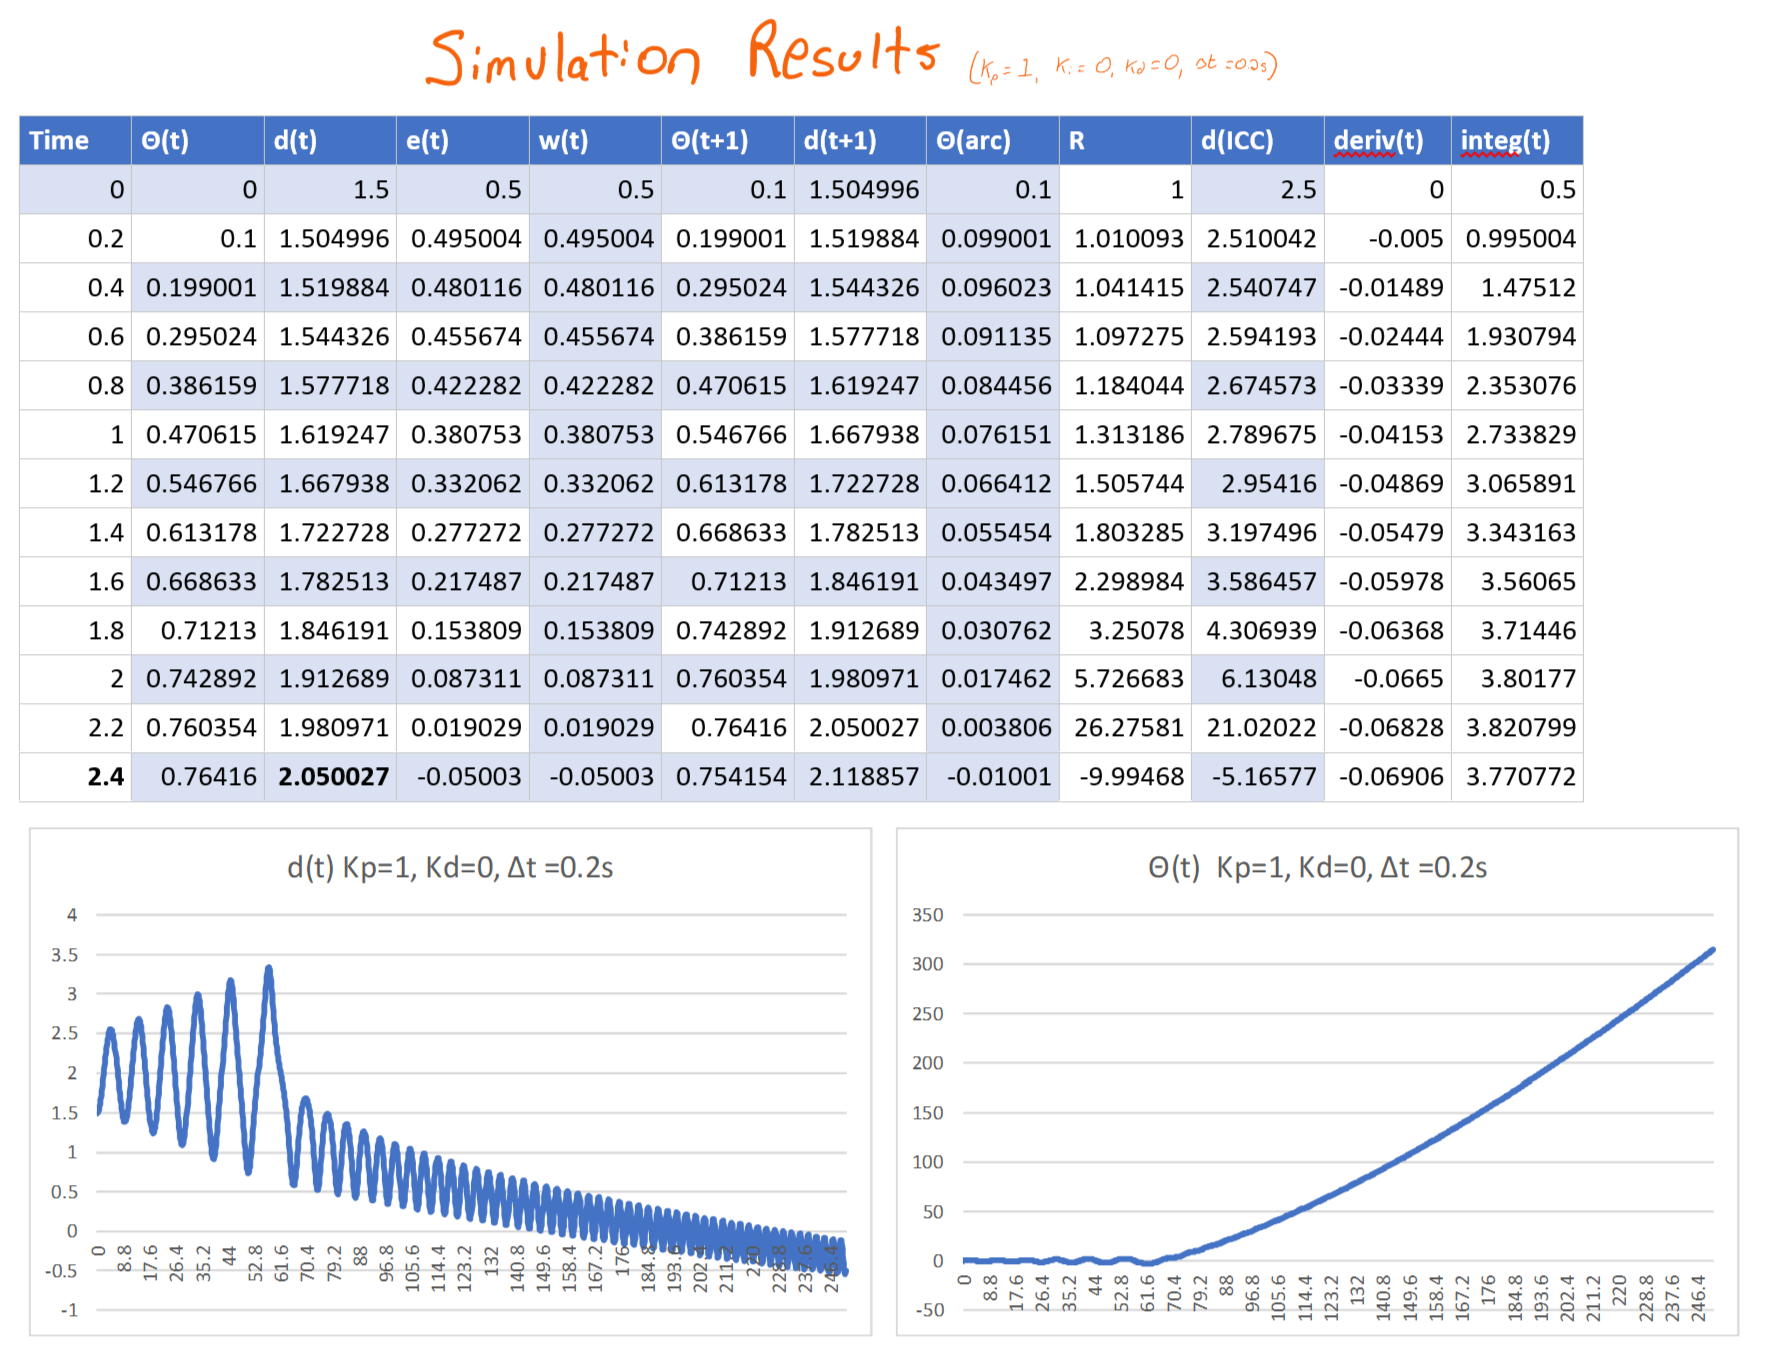 Simulation Results (Kp = 1, Ki = 0, Kd = 0, Δt = 0.2s)
Time Θ(t) d(t) e(t) w(t) Θ(t+1) d(t+1) Θ(arc) R d(ICC) deriv(t) integ(t)
0 0 1.5 0.5 0.5 0.1 1.504996 0.1 1 2.5 0 0.5
0.2 0.1 1.504996 0.495004 0.495004 0.199001 1.519884 0.099001 1.010093 2.510042 -0.005 0.995004
0.4 0.199001 1.519884 0.480116 0.480116 0.295024 1.544326 0.096023 1.041415 2.540747 -0.01489 1.47512
0.6 0.295024 1.544326 0.455674 0.455674 0.386159 1.577718 0.091135 1.097275 2.594193 -0.02444 1.930794
0.8 0.386159 1.577718 0.422282 0.422282 0.470615 1.619247 0.084456 1.184044 2.674573 -0.03339 2.353076
1 0.470615 1.619247 0.380753 0.380753 0.546766 1.667938 0.076151 1.313186 2.789675 -0.04153 2.733829
1.2 0.546766 1.667938 0.332062 0.332062 0.613178 1.722728 0.066412 1.505744 2.95416 -0.04869 3.065891
1.4 0.613178 1.722728 0.277272 0.277272 0.668633 1.782513 0.055454 1.803285 3.197496 -0.05479 3.343163
1.6 0.668633 1.782513 0.217487 0.217487 0.71213 1.846191 0.043497 2.298984 3.586457 -0.05978 3.56065
1.8 0.71213 1.846191 0.153809 0.153809 0.742892 1.912689 0.030762 3.25078 4.306939 -0.06368 3.71446
2 0.742892 1.912689 0.087311 0.087311 0.760354 1.980971 0.017462 5.726683 6.13048 -0.0665 3.80177
2.2 0.760354 1.980971 0.019029 0.019029 0.76416 2.050027 0.003806 26.27581 21.02022 -0.06828 3.820799
2.4 0.76416 2.050027 -0.05003 -0.05003 0.754154 2.118857 -0.01001 -9.99468 -5.16577 -0.06906 3.770772
d(t) Kp=1, Kd=0, Δt =0.2s
4
3.5
3
2.5
2
1.5
1
0.5
0
-0.5
-1
0 8.8 17.6 26.4 35.2 44 52.8 61.6 70.4 79.2 88 96.8 105.6 114.4 123.2 132 140.8 149.6 158.4 167.2 176 184.8 193.6 202.4 211.2 220 228.8 237.6 246.4
Θ(t) Kp=1, Kd=0, Δt =0.2s
350
300
250
200
150
100
50
0
-50
0 8.8 17.6 26.4 35.2 44 52.8 61.6 70.4 79.2 88 96.8 105.6 114.4 123.2 132 140.8 149.6 158.4 167.2 176 184.8 193.6 202.4 211.2 220 228.8 237.6 246.4